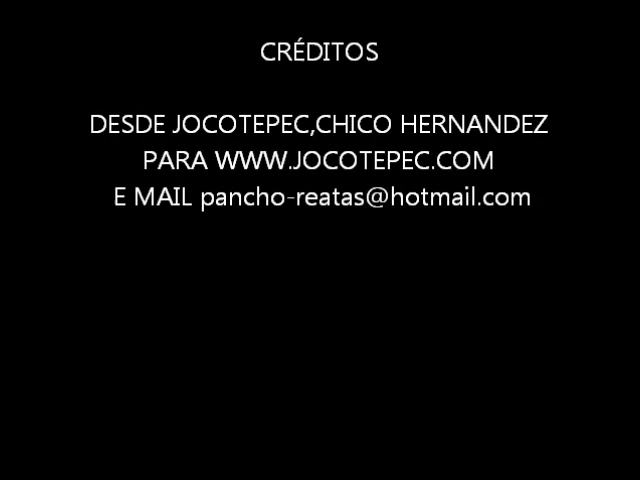 CRÉDITOS
DESDE JOCOTEPEC,CHICO HERNANDEZ
PARA WWW.JOCOTEPEC.COM
E MAIL pancho-reatas@hotmail.com